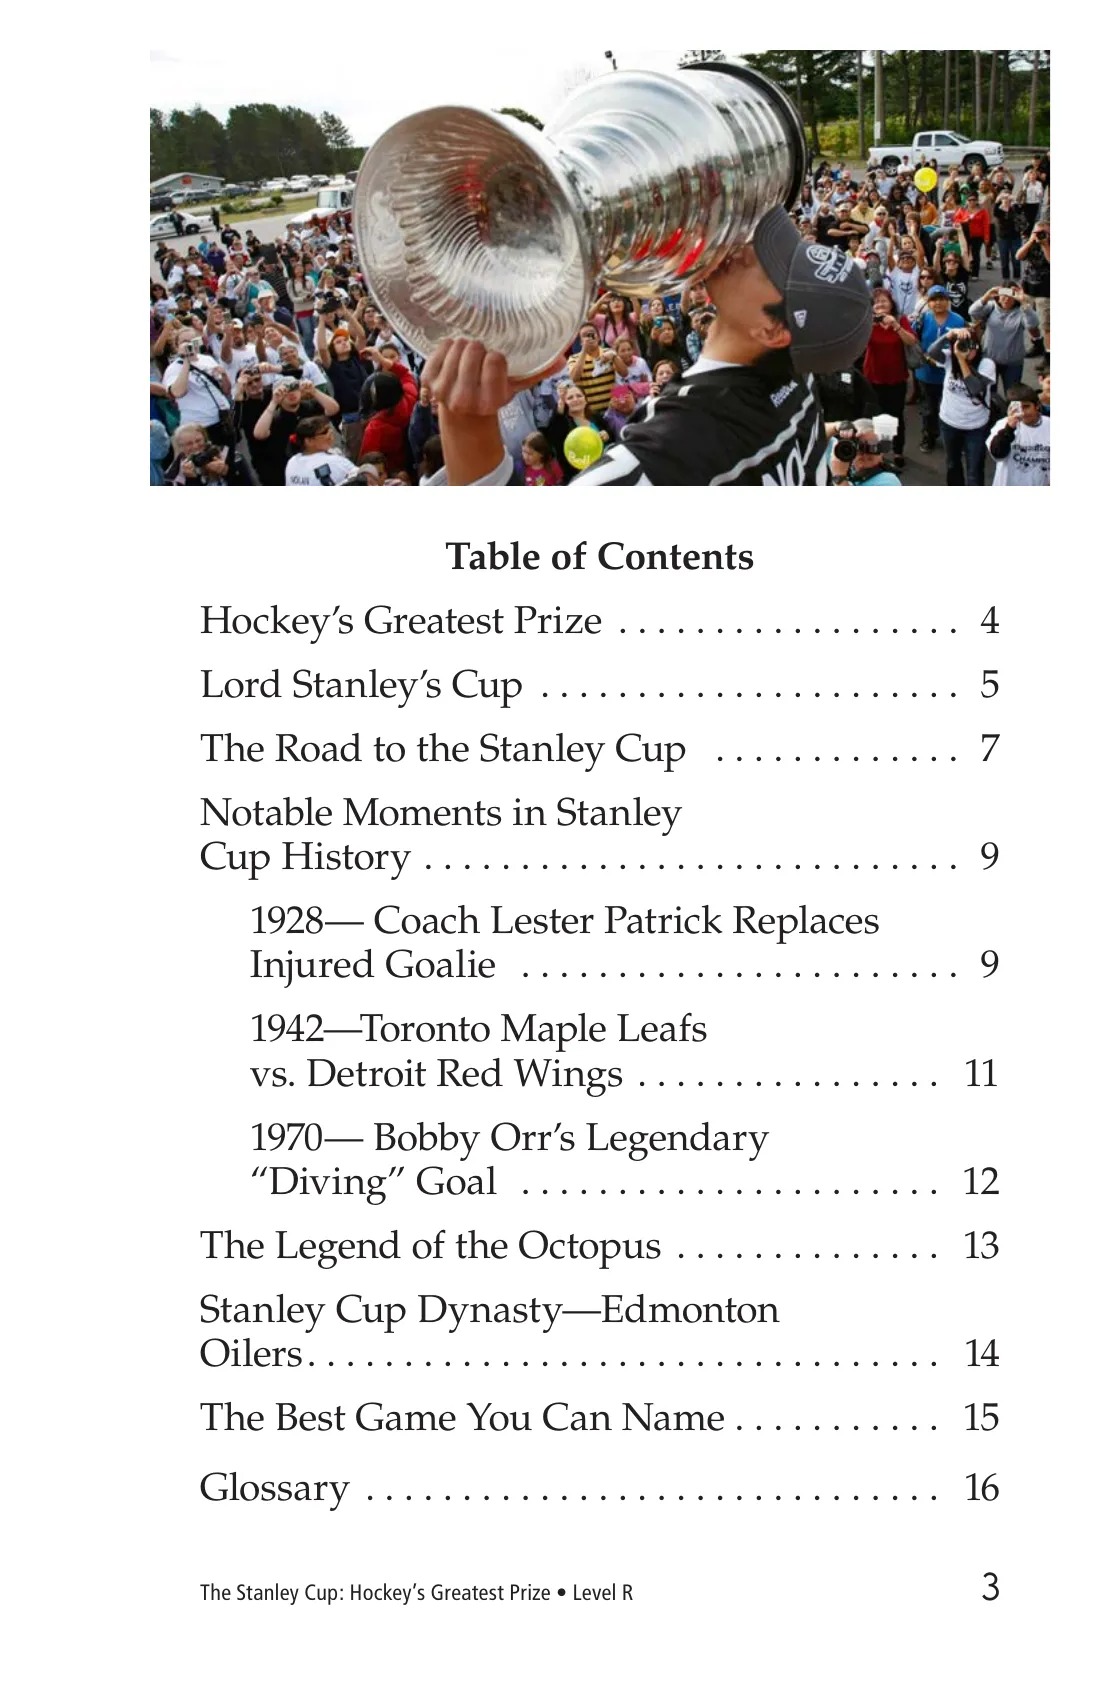 Bell
Reebok
NOLAN
Table of Contents
Hockey’s Greatest Prize . . . . . . . . . . . . . . . . . . 4
Lord Stanley’s Cup . . . . . . . . . . . . . . . . . . . . . . 5
The Road to the Stanley Cup . . . . . . . . . . . . . 7
Notable Moments in Stanley
Cup History . . . . . . . . . . . . . . . . . . . . . . . . . . . . 9
1928— Coach Lester Patrick Replaces
Injured Goalie . . . . . . . . . . . . . . . . . . . . . . . 9
1942—Toronto Maple Leafs
vs. Detroit Red Wings . . . . . . . . . . . . . . . . 11
1970— Bobby Orr’s Legendary
“Diving” Goal . . . . . . . . . . . . . . . . . . . . . . 12
The Legend of the Octopus . . . . . . . . . . . . . . 13
Stanley Cup Dynasty—Edmonton
Oilers. . . . . . . . . . . . . . . . . . . . . . . . . . . . . . . . . 14
The Best Game You Can Name . . . . . . . . . . . 15
Glossary . . . . . . . . . . . . . . . . . . . . . . . . . . . . . . 16
The Stanley Cup: Hockey’s Greatest Prize • Level R 3